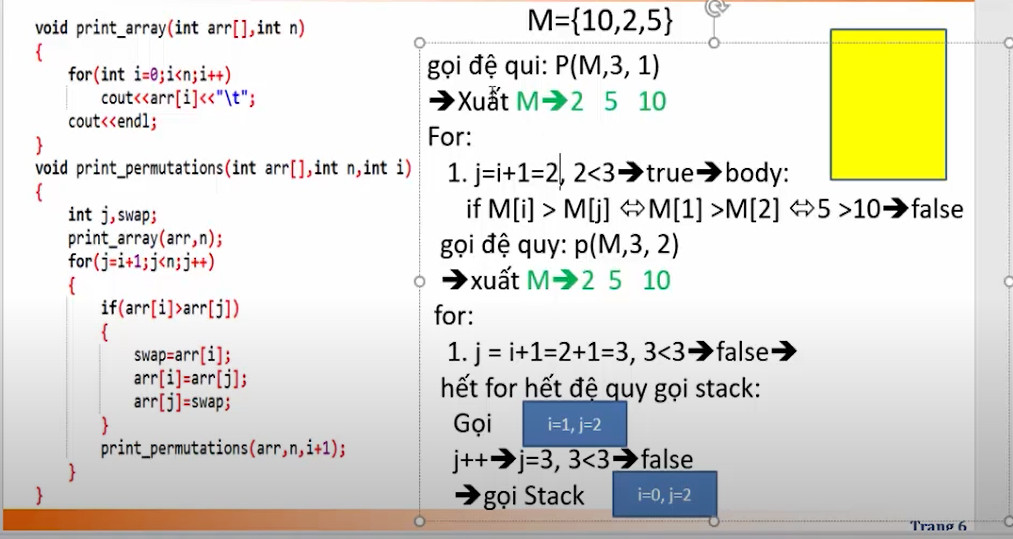 void print_array(int arr[],int n)
{
for(int i=0;i<n;i++)
cout<<arr[i]<<"\t";
cout<<endl;
}
void print_permutations(int arr[],int n,int i)
{
int j,swap;
print_array(arr,n);
for(j=i+1;j<n;j++)
{
if(arr[i]>arr[j])
{
swap=arr[i];
arr[i]=arr[j];
arr[j]=swap;
}
print_permutations(arr,n,i+1);
}
}
M={10,2,5}
gọi đệ qui: P(M,3, 1)
➔Xuất M➔2 5 10
For:
1. j=i+1=2, 2<3➔true➔body:
if M[i] > M[j] ⇔M[1] >M[2] ⇔5 >10➔false
gọi đệ quy: p(M,3, 2)
➔xuất M➔2 5 10
for:
1. j = i+1=2+1=3, 3<3➔false➔
hết for hết đệ quy gọi stack:
Gọi i=1, j=2
j++➔j=3, 3<3➔false
➔gọi Stack i=0, j=2
Trang 6